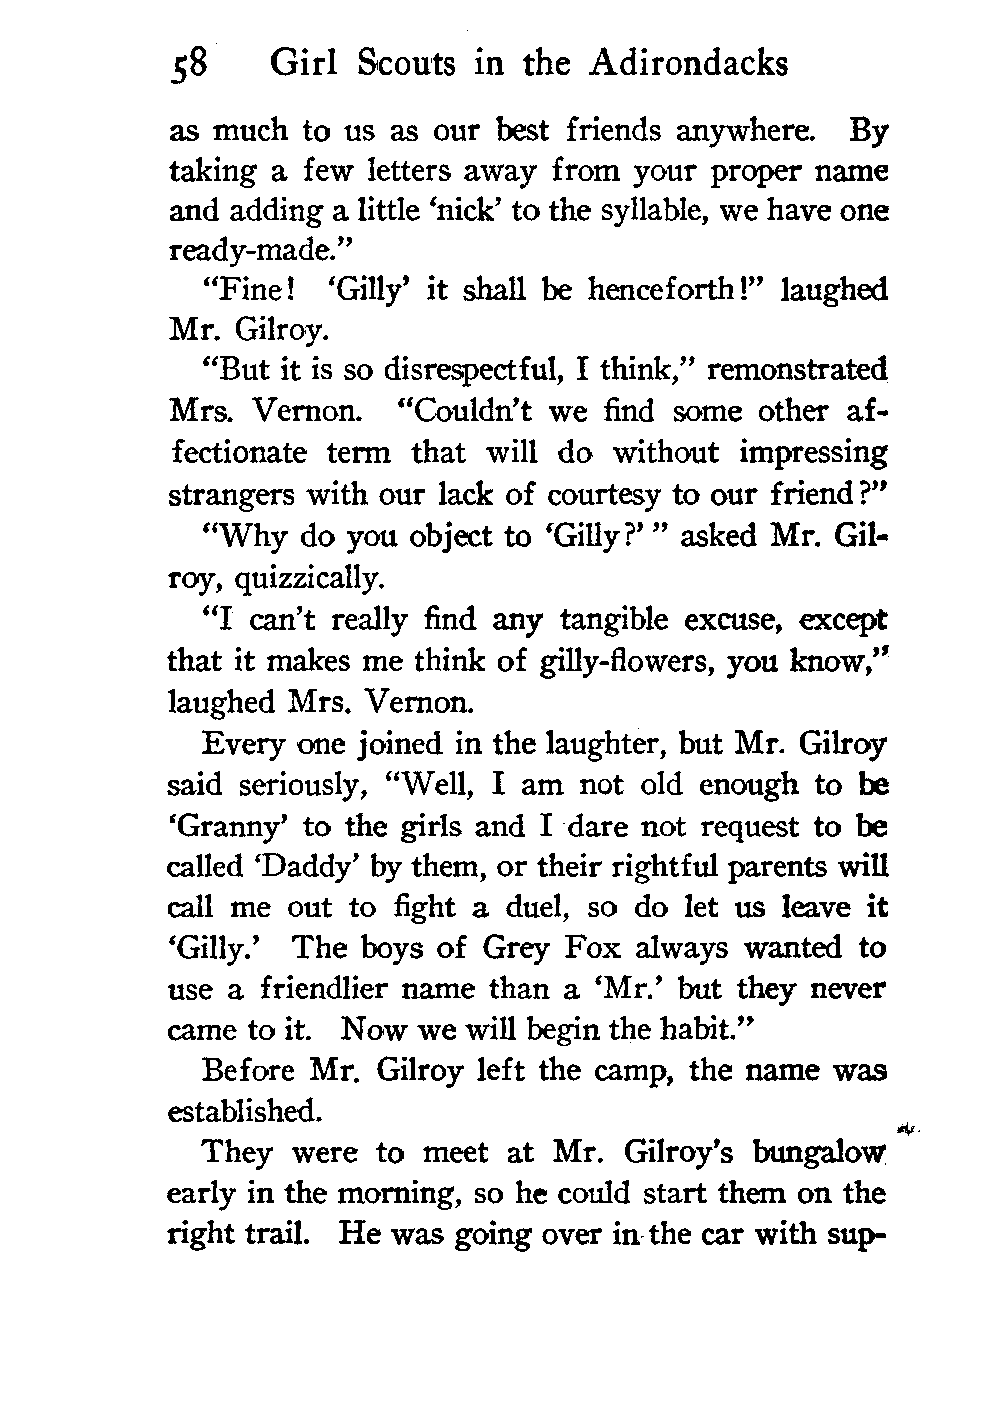 58 Girl Scouts in the Adirondacks
as much to us as our best friends anywhere. By
taking a few letters away from your proper name
and adding a little ‘nick’ to the syllable, we have one
ready-made.”
“Fine! ‘Gilly’ it shall be henceforth!” laughed
Mr. Gilroy.
“But it is so disrespectful, I think,” remonstrated
Mrs. Vernon. “Couldn’t we find some other af-
fectionate term that will do without impressing
strangers with our lack of courtesy to our friend?”
“Why do you object to ‘Gilly?’ ” asked Mr. Gil-
roy, quizzically.
“I can’t really find any tangible excuse, except
that it makes me think of gilly-flowers, you know,”
laughed Mrs. Vernon.
Every one joined in the laughter, but Mr. Gilroy
said seriously, “Well, I am not old enough to be
‘Granny’ to the girls and I dare not request to be
called ‘Daddy’ by them, or their rightful parents will
call me out to fight a duel, so do let us leave it
‘Gilly.’ The boys of Grey Fox always wanted to
use a friendlier name than a ‘Mr.’ but they never
came to it. Now we will begin the habit.”
Before Mr. Gilroy left the camp, the name was
established.
They were to meet at Mr. Gilroy’s bungalow
early in the morning, so he could start them on the
right trail. He was going over in the car with sup-